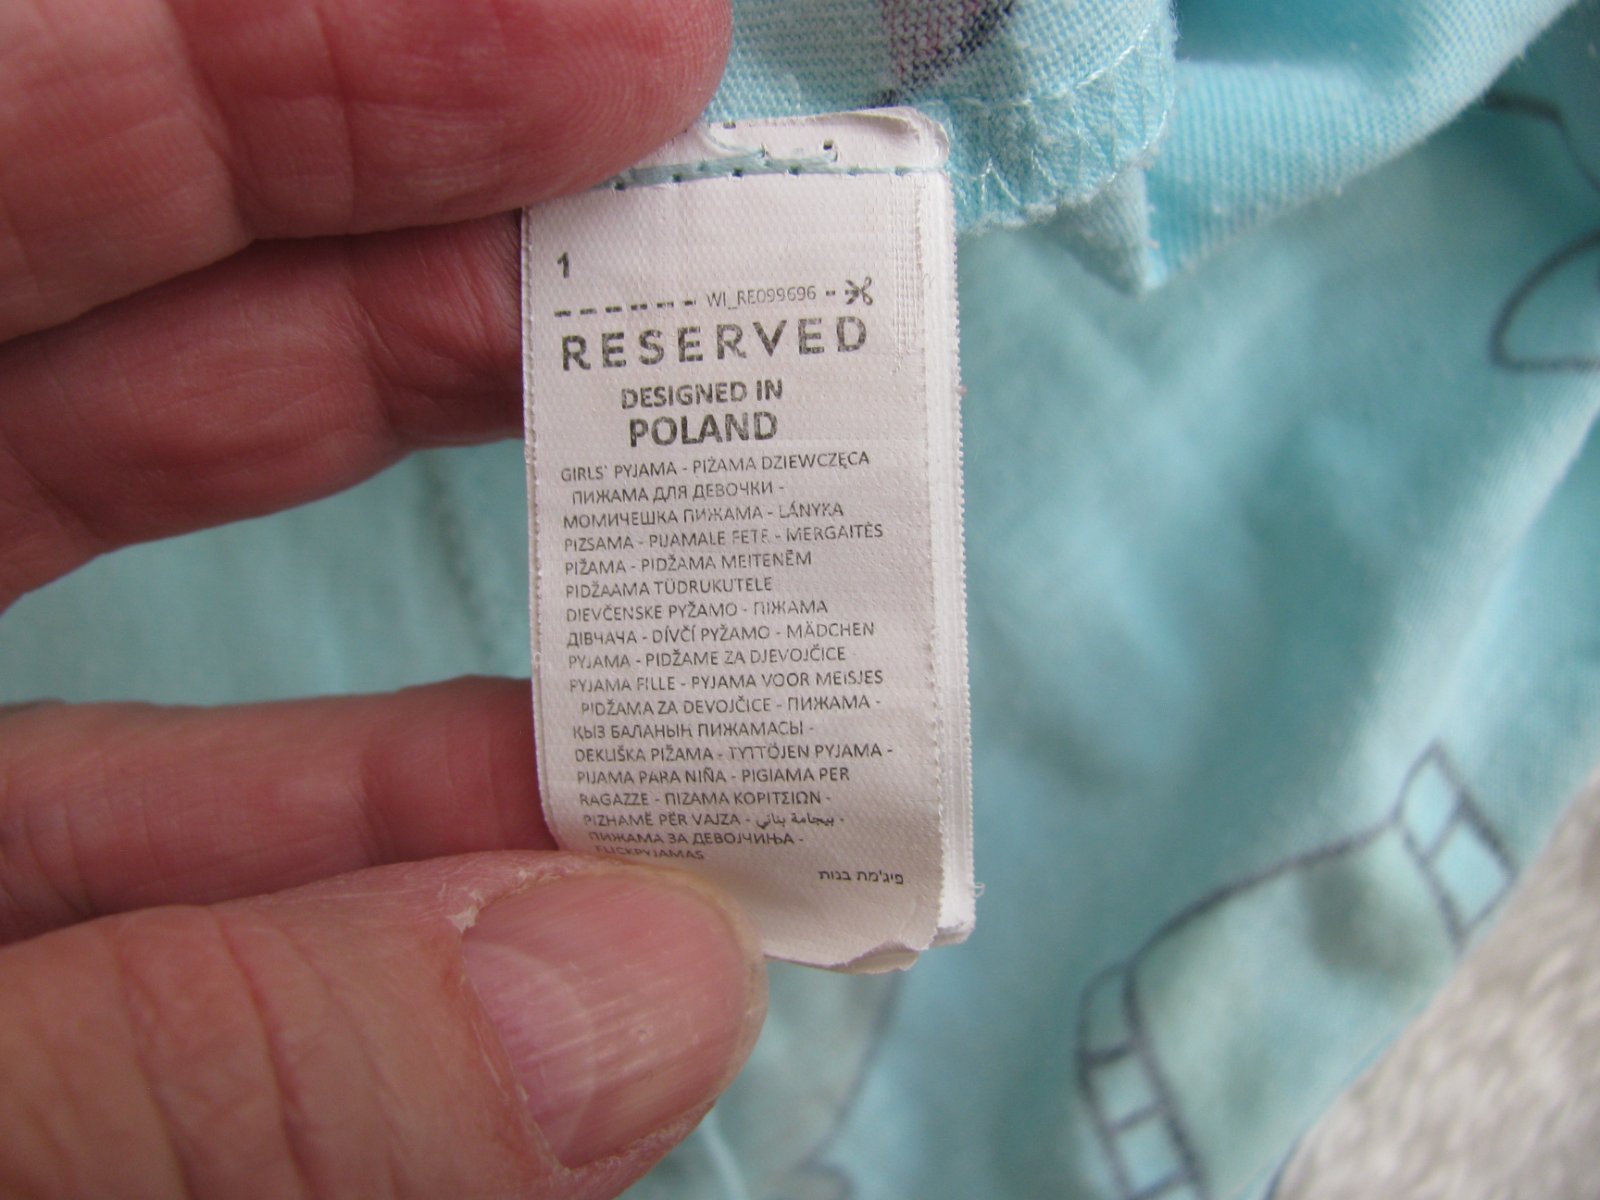 1
WI_RE099696
RESERVED
DESIGNED IN
POLAND
GIRLS' PYJAMA - PIŻAMA DZIEWCZĘCA
ПИЖАМА ДЛЯ ДЕВОЧКИ -
МОМИЧЕШКА ПИЖАМА - LÁNYKA
PIZSAMA - PIJAMALE FETE - MERGAITĖS
PIŽAMA - PIDŽAMA MEITENĒM
PIDŽAAMA TÜDRUKUTELE
DIEVČENSKE PYŽAMO - ПІЖАМА
ДІВЧАЧА - DÍVČÍ PYŽAMO - MÄDCHEN
PYJAMA - PIDŽAME ZA DJEVOJČICE
PYJAMA FILLE - PYJAMA VOOR MEISJES
PIDŽAMA ZA DEVOJČICE - ПИЖАМА -
ҚЫЗ БАЛАНЫҢ ПИЖАМАСЫ -
DEKLIŠKA PIŽAMA - TYTTÖJEN PYJAMA -
PIJAMA PARA NIÑA - PIGIAMA PER
RAGAZZE - ΠΙΖΑΜΑ ΚΟΡΙΤΣΙΩΝ -
PIZHAMË PËR VAJZA - بيجامة بناتي -
ПИЖАМА ЗА ДЕВОЈЧИЊА -
FLICKPYJAMAS
פיג'מת בנות